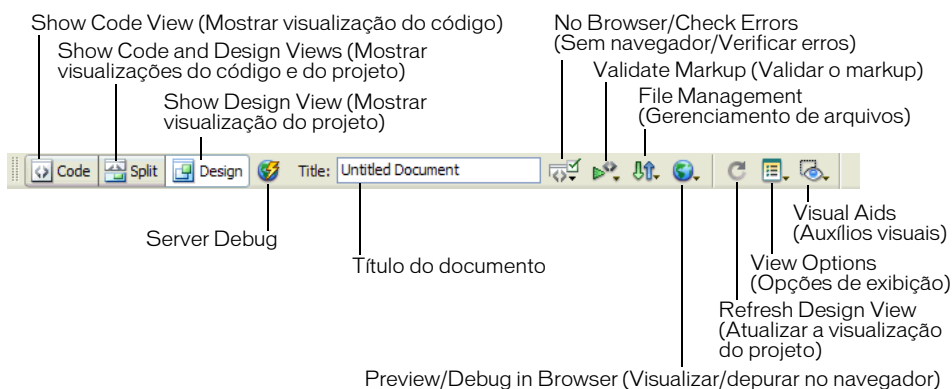 Show Code View (Mostrar visualização do código)
Show Code and Design Views (Mostrar
visualizações do código e do projeto)
Show Design View (Mostrar
visualização do projeto)
No Browser/Check Errors
(Sem navegador/Verificar erros)
Validate Markup (Validar o markup)
File Management
(Gerenciamento de arquivos)
Code Split Design Title: Untitled Document
Server Debug
Título do documento
Visual Aids
(Auxílios visuais)
View Options
(Opções de exibição)
Refresh Design View
(Atualizar a visualização
do projeto)
Preview/Debug in Browser (Visualizar/depurar no navegador)